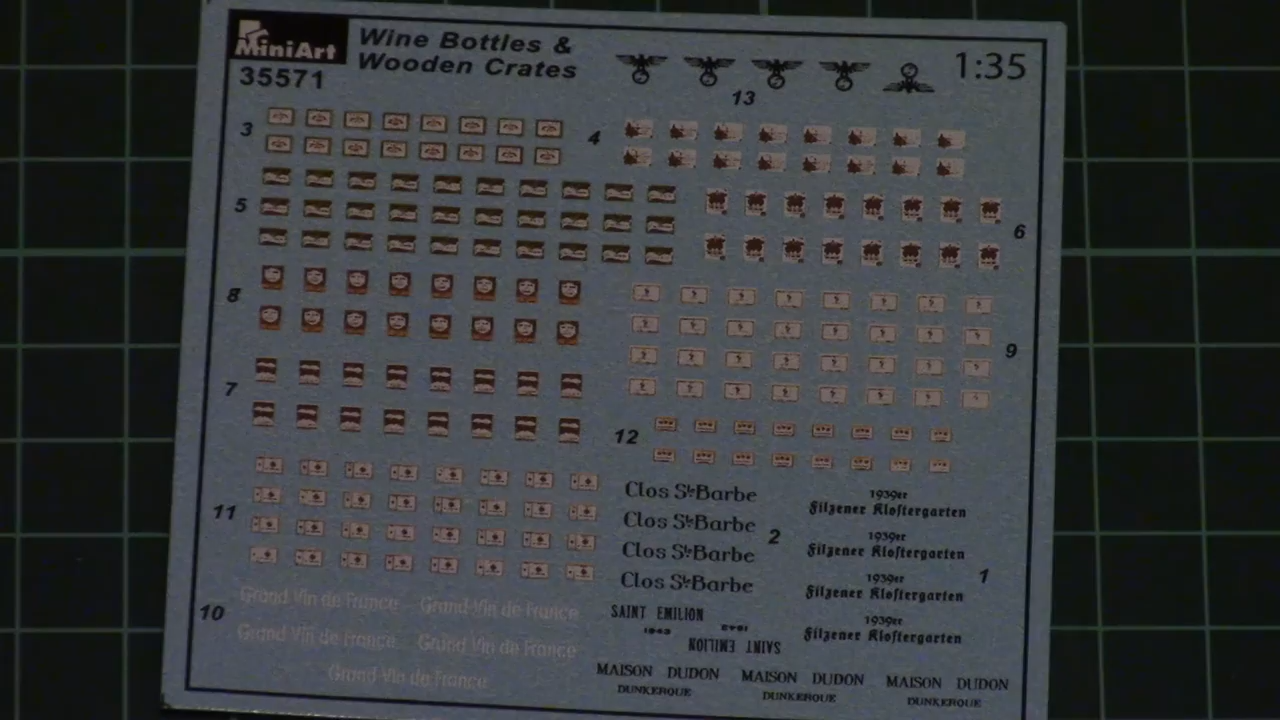 MiniArt
35571
Wine Bottles &
Wooden Crates
1:35
13
3
4
5
6
8
9
7
12
11
10
Grand Vin de France Grand Vin de France
Grand Vin de France Grand Vin de France
Grand Vin de France
Clos St. Barbe
Clos St. Barbe
Clos St. Barbe
Clos St. Barbe
2
1939er
Filzener Kloſtergarten
1939er
Filzener Kloſtergarten
1939er
Filzener Kloſtergarten
1939er
Filzener Kloſtergarten
1
SAINT EMILION
1943
1943
SAINT EMILION
MAISON DUDON
DUNKERQUE
MAISON DUDON
DUNKERQUE
MAISON DUDON
DUNKERQUE